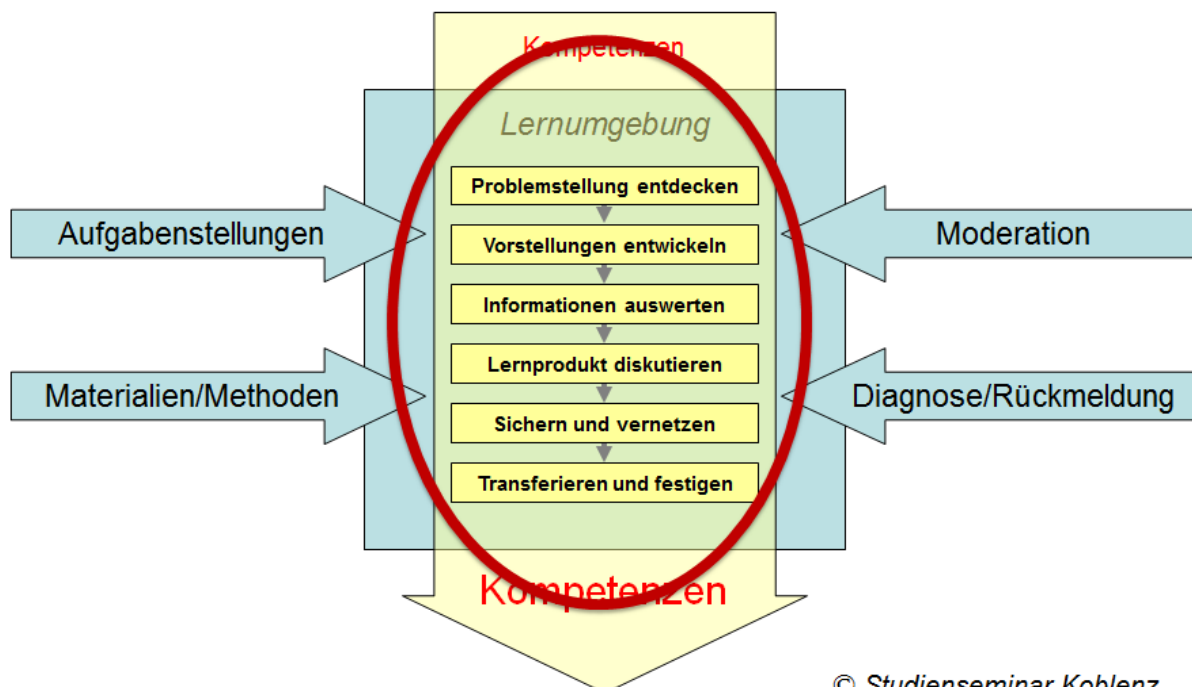 Kompetenzen
Lernumgebung
Problemstellung entdecken
Aufgabenstellungen
Vorstellungen entwickeln
Moderation
Informationen auswerten
Lernprodukt diskutieren
Materialien/Methoden
Diagnose/Rückmeldung
Sichern und vernetzen
Transferieren und festigen
Kompetenzen
© Studienseminar Koblenz